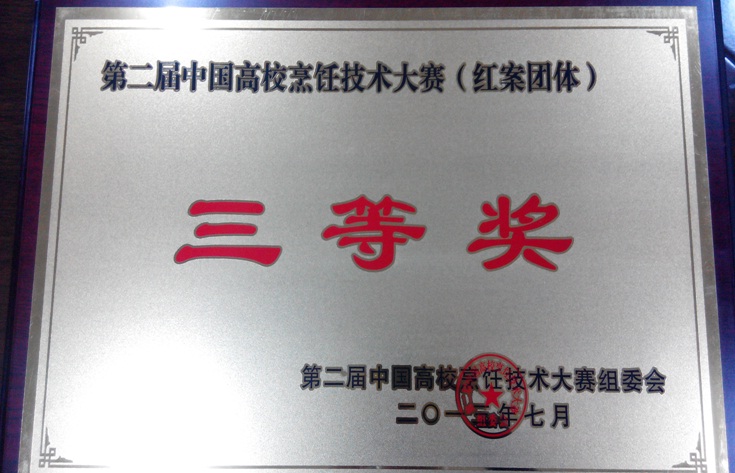 第二届中国高校烹饪技术大赛（红案团体）
三等奖
第二届中国高校烹饪技术大赛组委会
二〇一三年七月